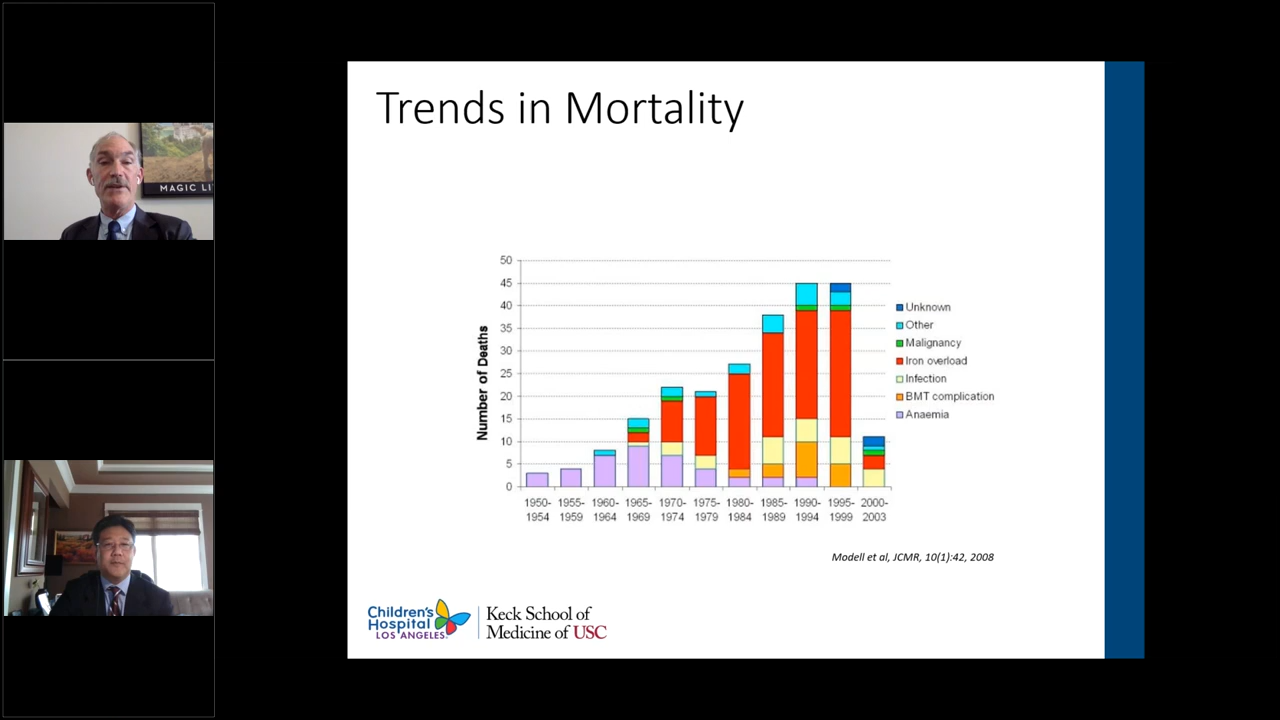 MAGIC LI
Trends in Mortality
Number of Deaths
50
45
40
35
30
25
20
15
10
5
0
1950-
1954
1955-
1959
1960-
1964
1965-
1969
1970-
1974
1975-
1979
1980-
1984
1985-
1989
1990-
1994
1995-
1999
2000-
2003
Unknown
Other
Malignancy
Iron overload
Infection
BMT complication
Anaemia
Modell et al, JCMR, 10(1):42, 2008
Children's
Hospital
LOS ANGELES
Keck School of
Medicine of USC